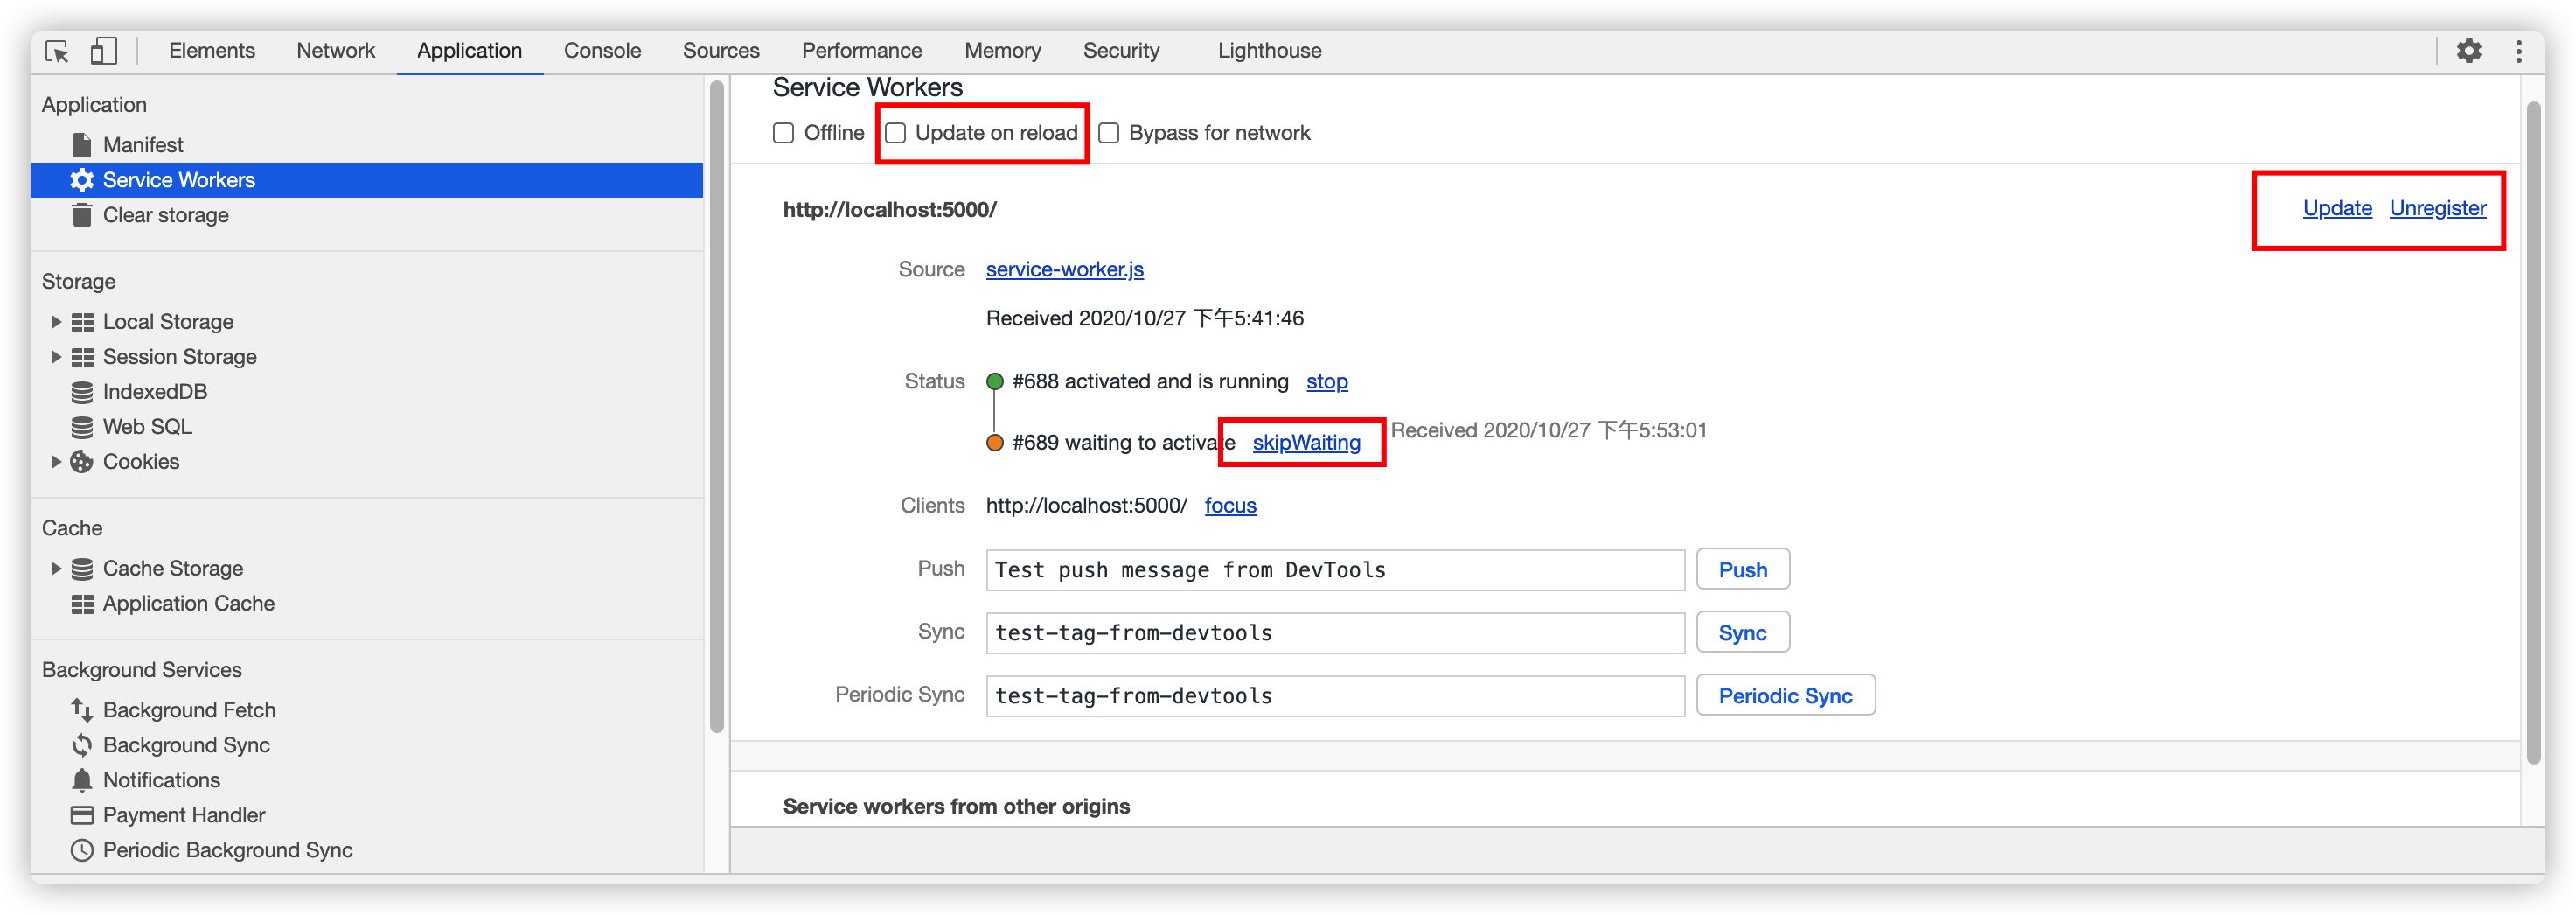 Elements Network Application Console Sources Performance Memory Security Lighthouse
Application
Manifest
Service Workers
Clear storage
Storage
Local Storage
Session Storage
IndexedDB
Web SQL
Cookies
Cache
Cache Storage
Application Cache
Background Services
Background Fetch
Background Sync
Notifications
Payment Handler
Periodic Background Sync
Service Workers
Offline Update on reload Bypass for network
http://localhost:5000/ Update Unregister
Source service-worker.js
Received 2020/10/27 下午5:41:46
Status #688 activated and is running stop
#689 waiting to activate skipWaiting Received 2020/10/27 下午5:53:01
Clients http://localhost:5000/ focus
Push Test push message from DevTools Push
Sync test-tag-from-devtools Sync
Periodic Sync test-tag-from-devtools Periodic Sync
Service workers from other origins